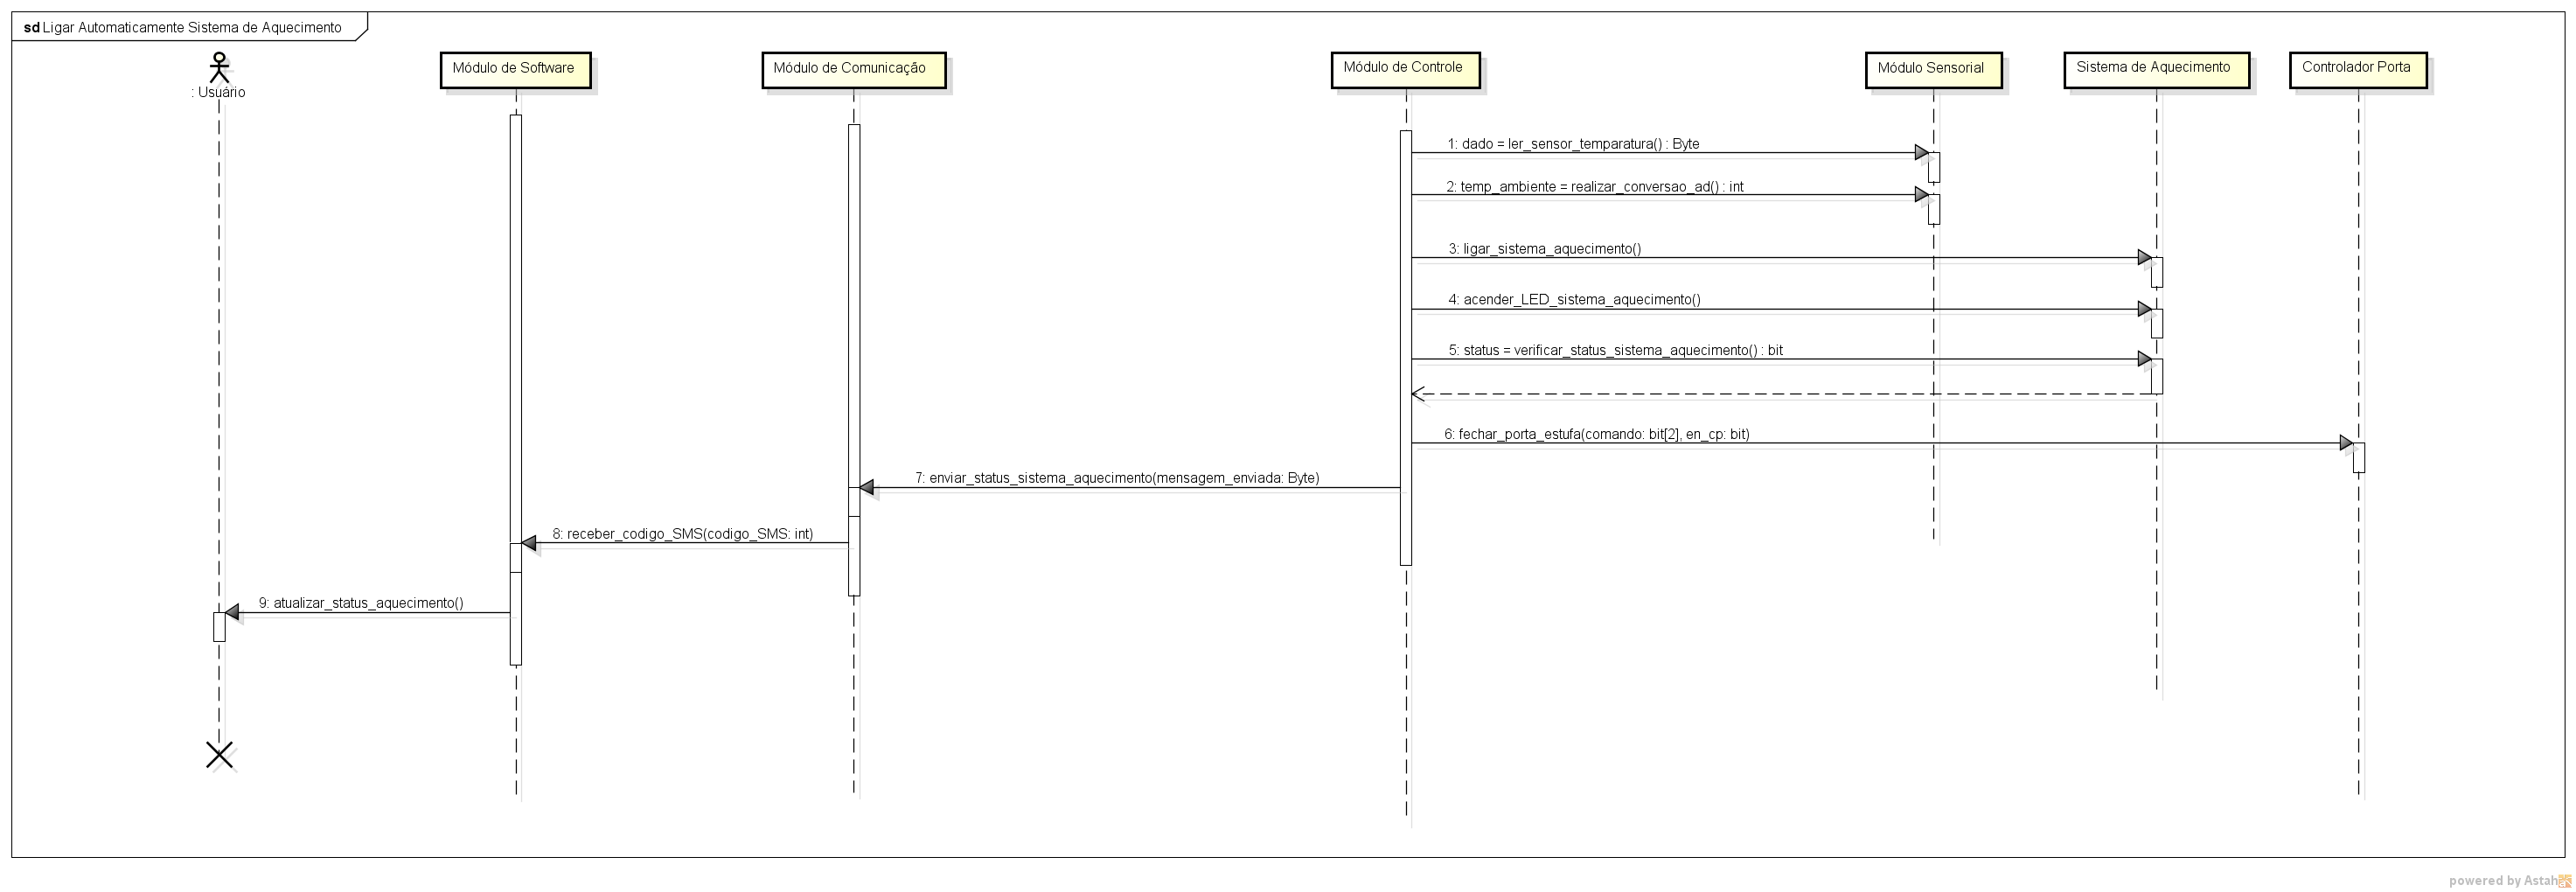 sd Ligar Automaticamente Sistema de Aquecimento
: Usuário
Módulo de Software
Módulo de Comunicação
Módulo de Controle
Módulo Sensorial
Sistema de Aquecimento
Controlador Porta
1: dado = ler_sensor_temparatura() : Byte
2: temp_ambiente = realizar_conversao_ad() : int
3: ligar_sistema_aquecimento()
4: acender_LED_sistema_aquecimento()
5: status = verificar_status_sistema_aquecimento() : bit
6: fechar_porta_estufa(comando: bit[2], en_cp: bit)
7: enviar_status_sistema_aquecimento(mensagem_enviada: Byte)
8: receber_codigo_SMS(codigo_SMS: int)
9: atualizar_status_aquecimento()
powered by Astah